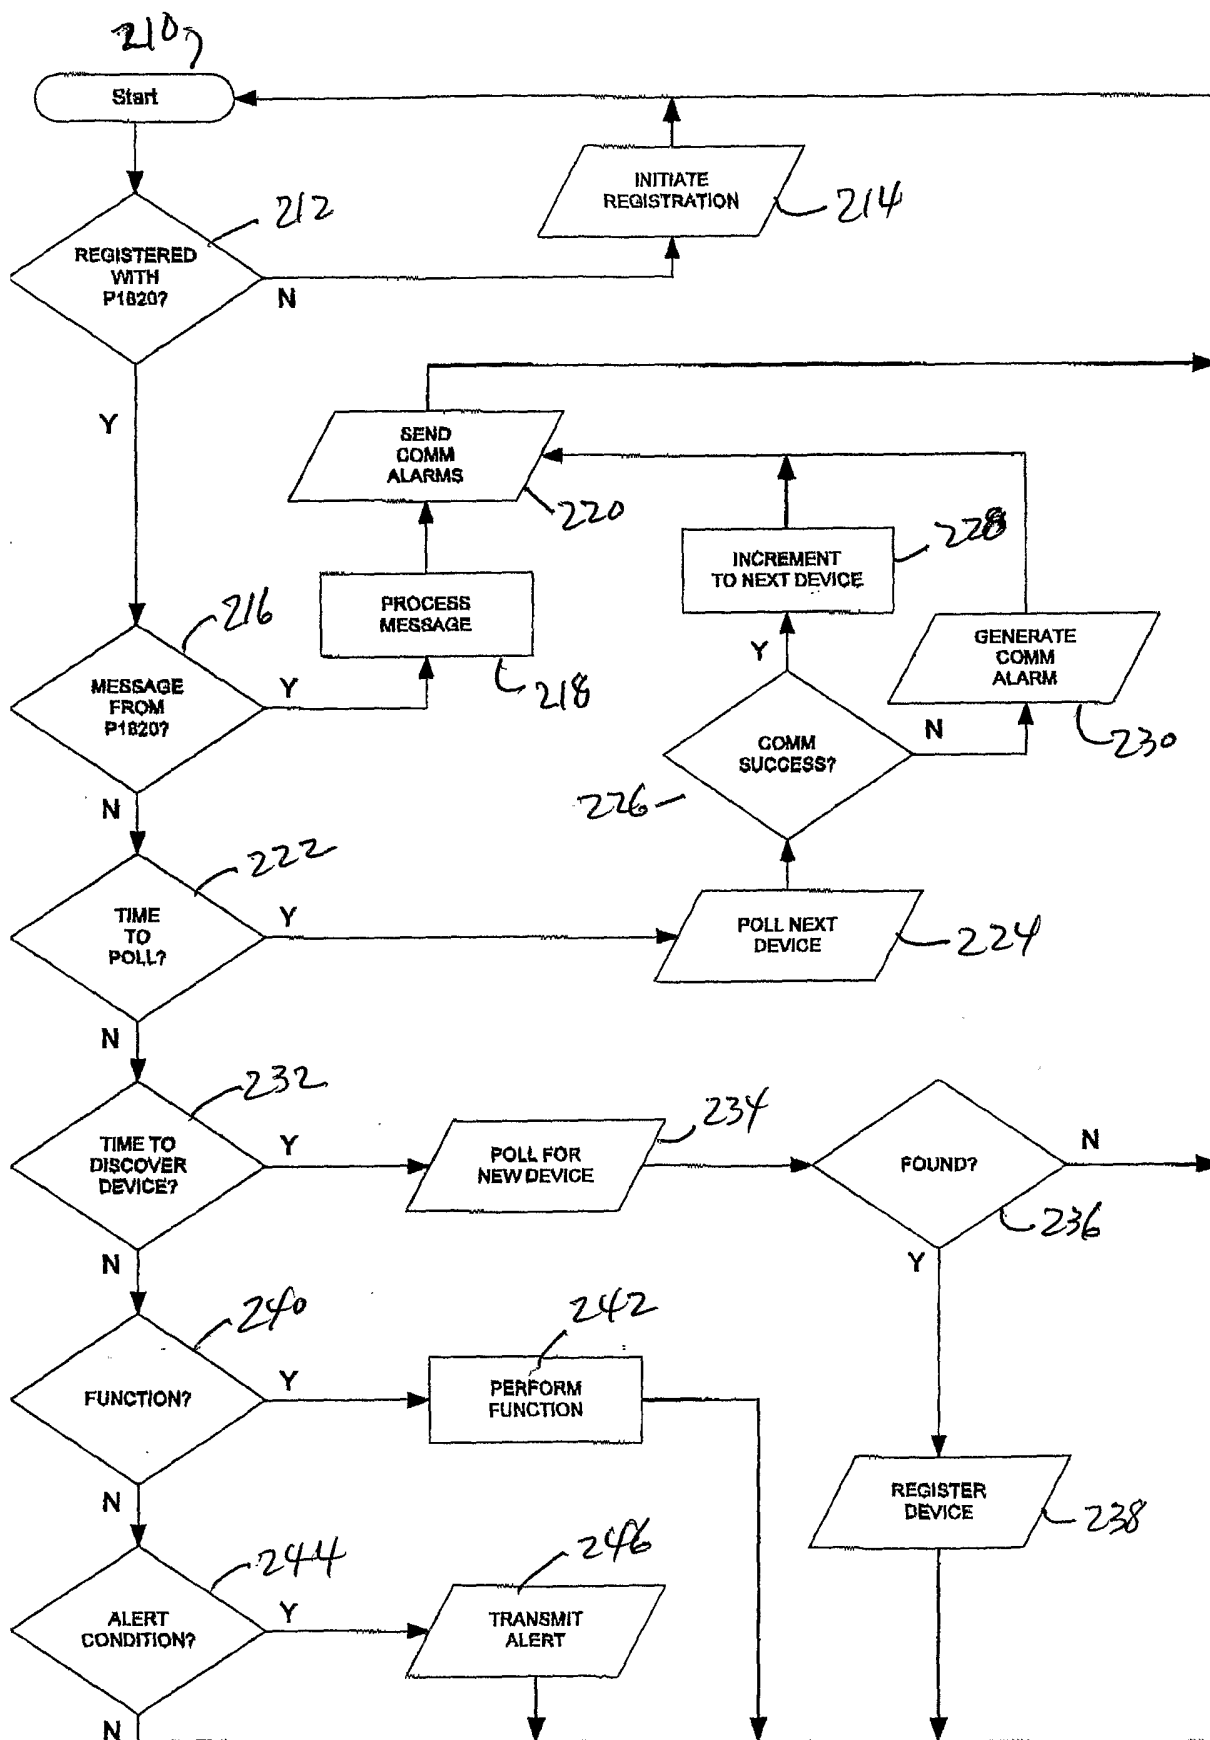 210
Start
INITIATE
REGISTRATION
214
212
REGISTERED
WITH
P1820?
N
Y
SEND
COMM
ALARMS
220
228
INCREMENT
TO NEXT DEVICE
PROCESS
MESSAGE
218
216
GENERATE
COMM
ALARM
230
Y
MESSAGE
FROM
P1820?
Y
COMM
SUCCESS?
N
226
N
222
TIME
TO
POLL?
Y
POLL NEXT
DEVICE
224
N
232
TIME TO
DISCOVER
DEVICE?
Y
POLL FOR
NEW DEVICE
234
FOUND?
N
236
Y
N
240
FUNCTION?
Y
242
PERFORM
FUNCTION
N
REGISTER
DEVICE
238
244
ALERT
CONDITION?
Y
246
TRANSMIT
ALERT
N